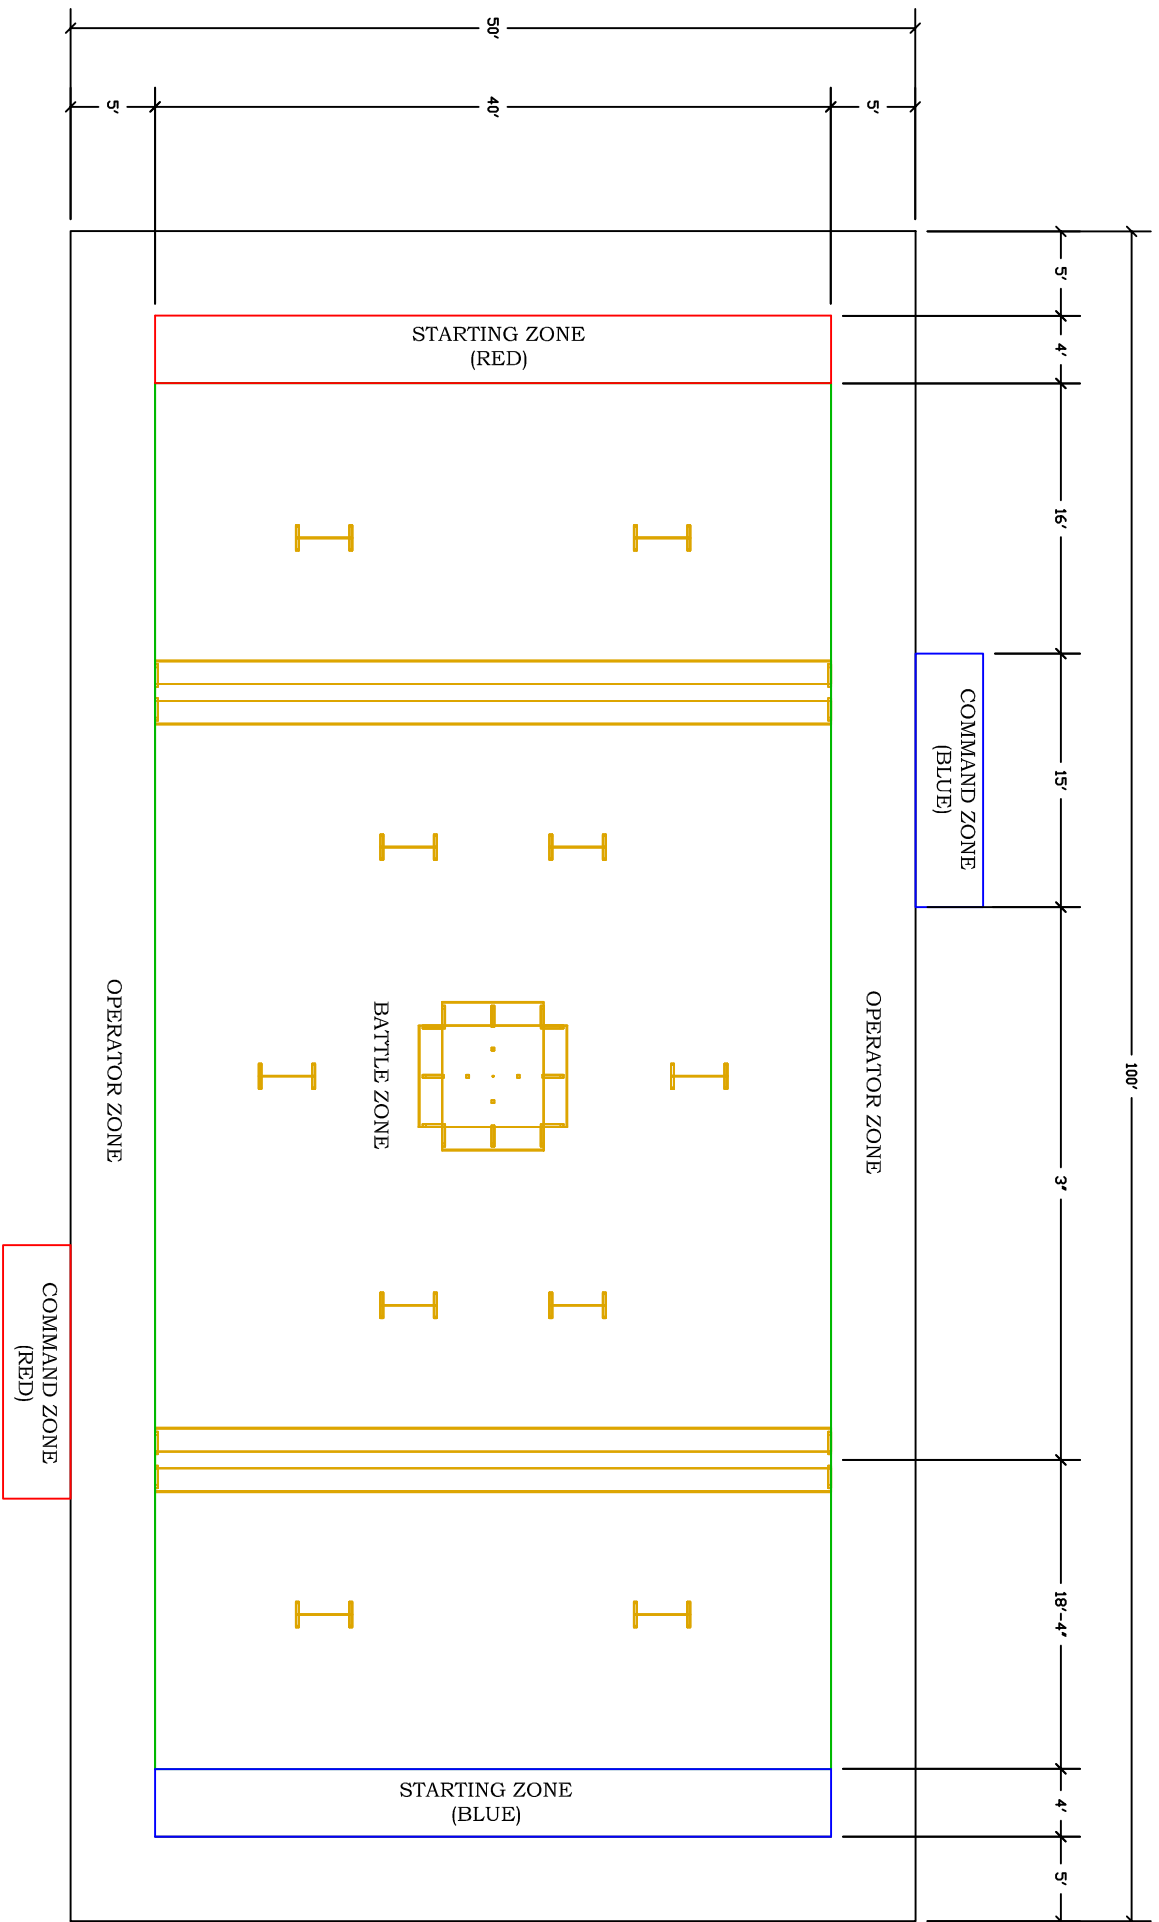 50'
5'
40'
5'
5'
STARTING ZONE
(RED)
4'
16'
COMMAND ZONE
(BLUE)
15'
OPERATOR ZONE
BATTLE ZONE
OPERATOR ZONE
100'
3"
COMMAND ZONE
(RED)
18'-4"
STARTING ZONE
(BLUE)
4'
5'